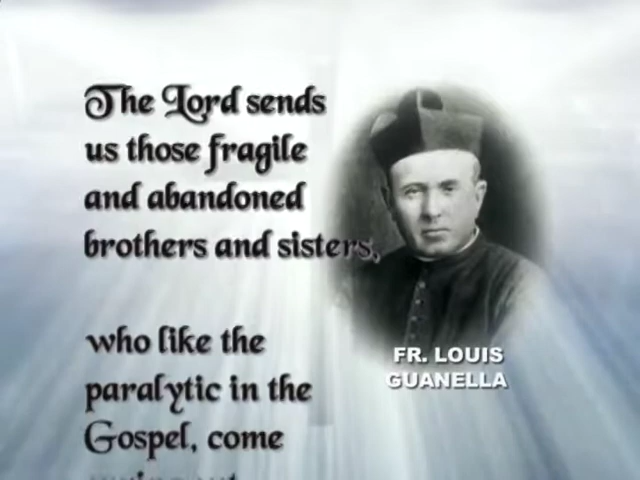 The Lord sends
us those fragile
and abandoned
brothers and sisters,
who like the
paralytic in the
Gospel, come
FR. LOUIS
GUANELLA